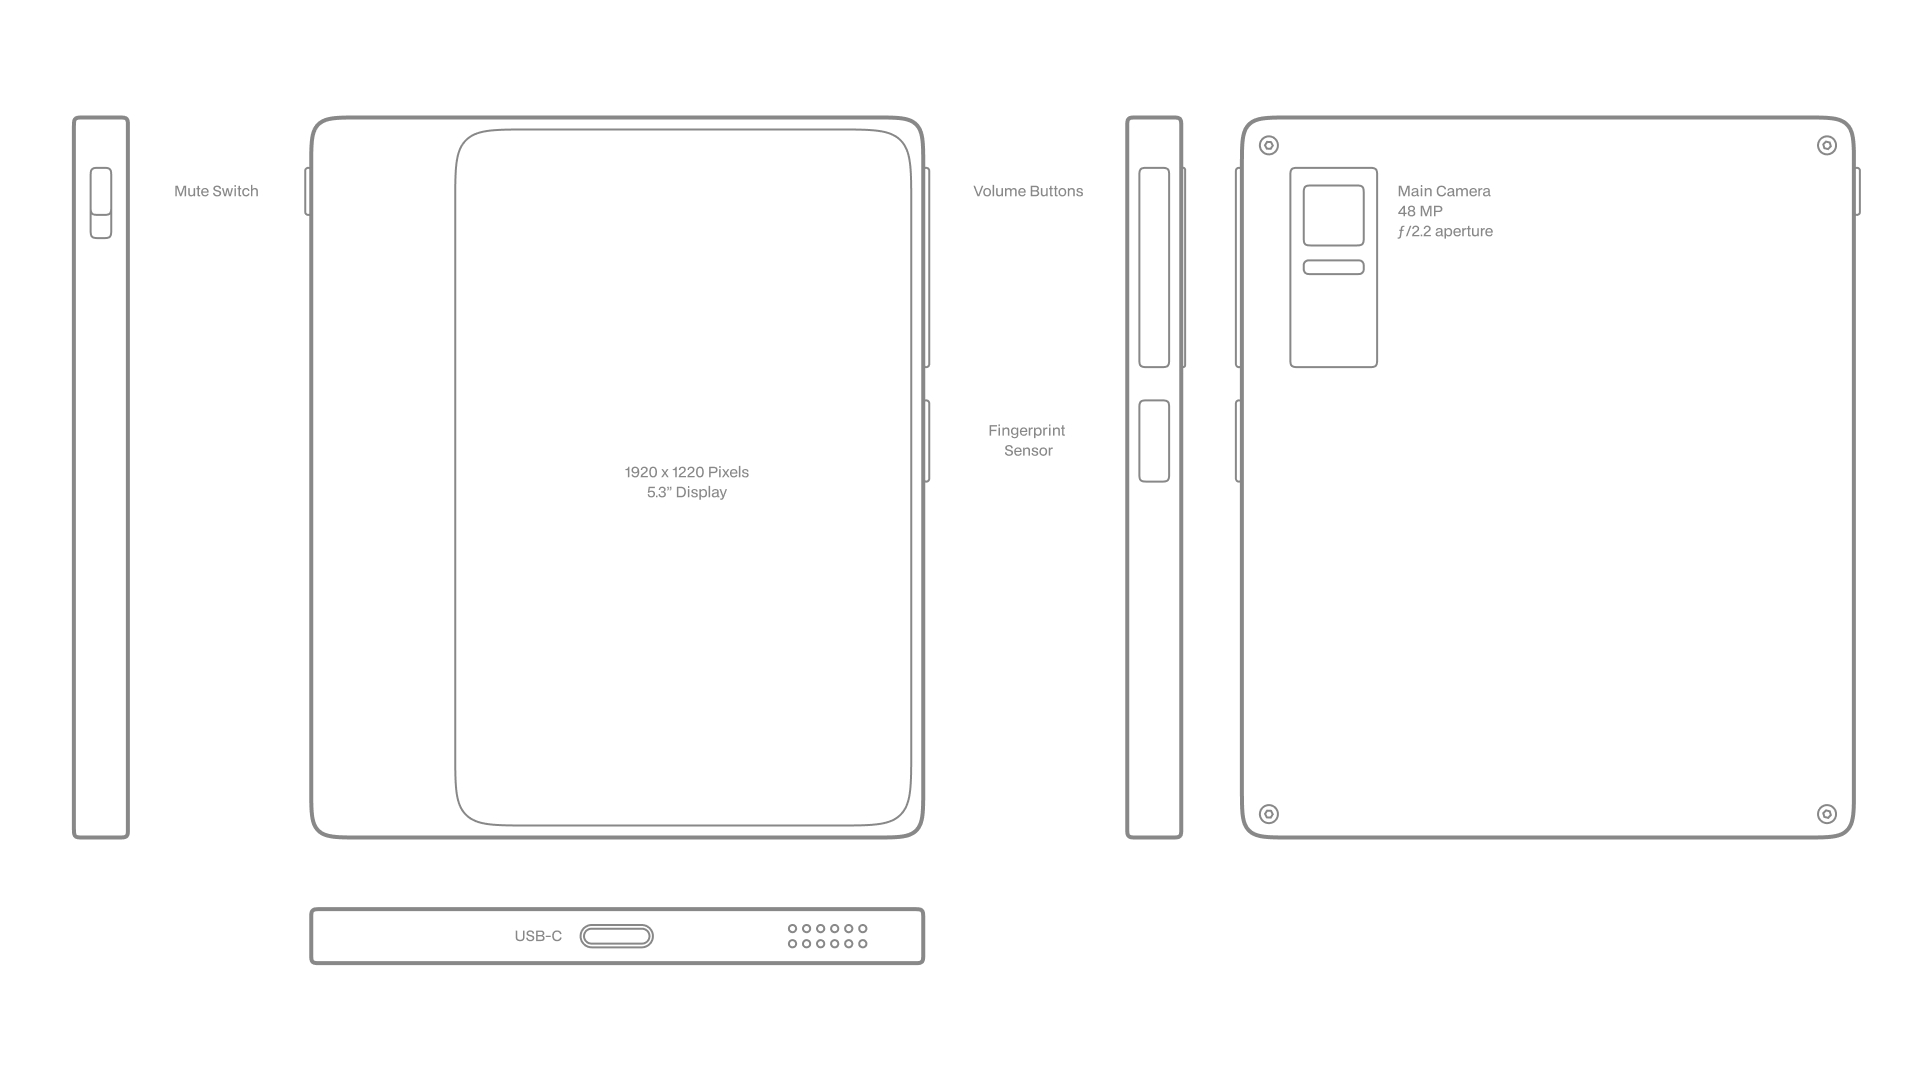 Mute Switch
Volume Buttons
Main Camera
48 MP
ƒ/2.2 aperture
Fingerprint
Sensor
1920 x 1220 Pixels
5.3” Display
USB-C